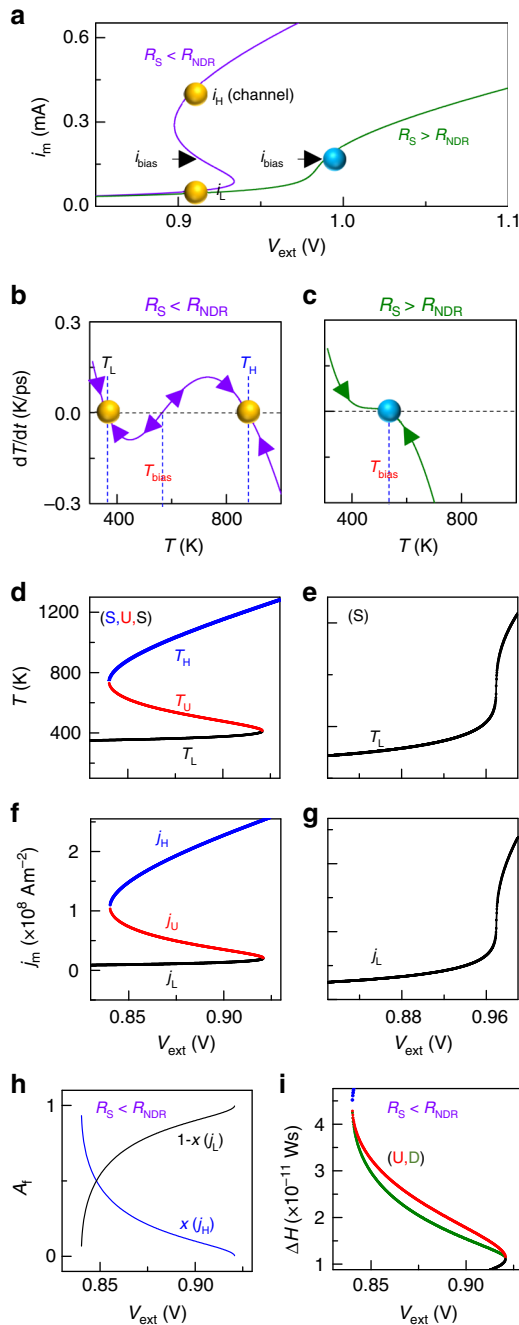 a
0.6
0.3
0.0
i_m (mA)
R_S < R_NDR
i_H (channel)
i_bias
i_bias
R_S > R_NDR
i_L
0.9
1.0
1.1
V_ext (V)
b
R_S < R_NDR
c
R_S > R_NDR
0.3
0.0
−0.3
dT/dt (K/ps)
T_L
T_H
T_bias
T_bias
400
800
400
800
T (K)
T (K)
d
e
1200
800
400
0
T (K)
(S,U,S)
T_H
T_U
T_L
(S)
T_L
f
g
2
1
0
j_m (×10^8 Am^−2)
j_H
j_U
j_L
j_L
0.85
0.90
0.88
0.96
V_ext (V)
V_ext (V)
h
i
1
0
A_f
R_S < R_NDR
1-x (j_L)
x (j_H)
4
3
2
1
ΔH (×10^−11 Ws)
R_S < R_NDR
(U,D)
0.85
0.90
0.85
0.90
V_ext (V)
V_ext (V)